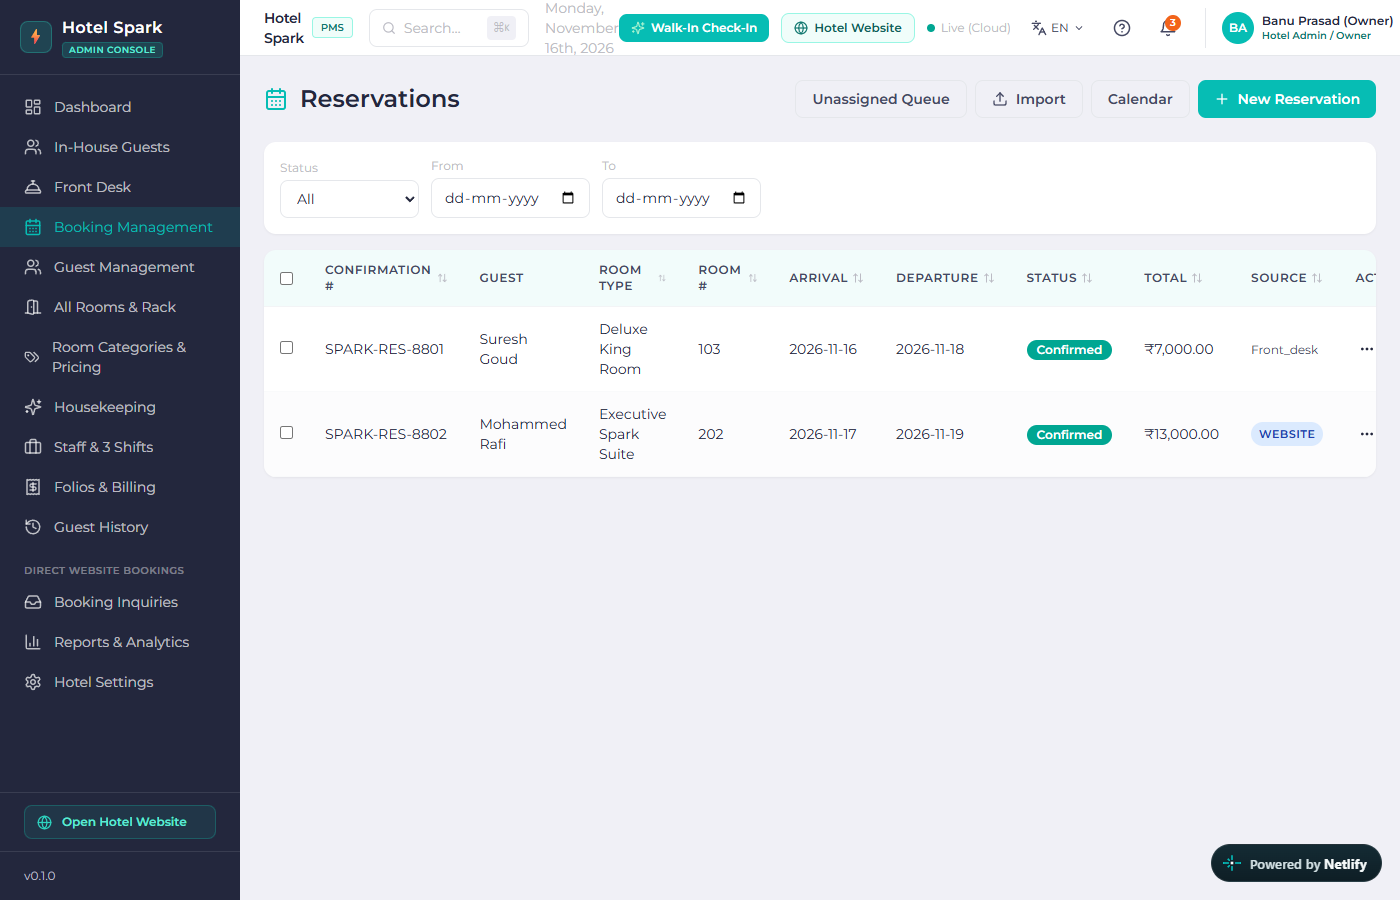 Hotel Spark
ADMIN CONSOLE
Dashboard
In-House Guests
Front Desk
Booking Management
Guest Management
All Rooms & Rack
Room Categories &
Pricing
Housekeeping
Staff & 3 Shifts
Folios & Billing
Guest History
DIRECT WEBSITE BOOKINGS
Booking Inquiries
Reports & Analytics
Hotel Settings
Open Hotel Website
v0.1.0
Hotel
Spark
PMS
Search...
⌘K
Monday,
November
16th, 2026
Walk-In Check-In
Hotel Website
Live (Cloud)
EN
3
BA
Banu Prasad (Owner)
Hotel Admin / Owner
Reservations
Unassigned Queue
Import
Calendar
New Reservation
Status
All
From
dd-mm-yyyy
To
dd-mm-yyyy
CONFIRMATION
#
GUEST
ROOM
TYPE
ROOM
#
ARRIVAL
DEPARTURE
STATUS
TOTAL
SOURCE
ACT
SPARK-RES-8801
Suresh
Goud
Deluxe
King
Room
103
2026-11-16
2026-11-18
Confirmed
₹7,000.00
Front_desk
SPARK-RES-8802
Mohammed
Rafi
Executive
Spark
Suite
202
2026-11-17
2026-11-19
Confirmed
₹13,000.00
WEBSITE
Powered by Netlify